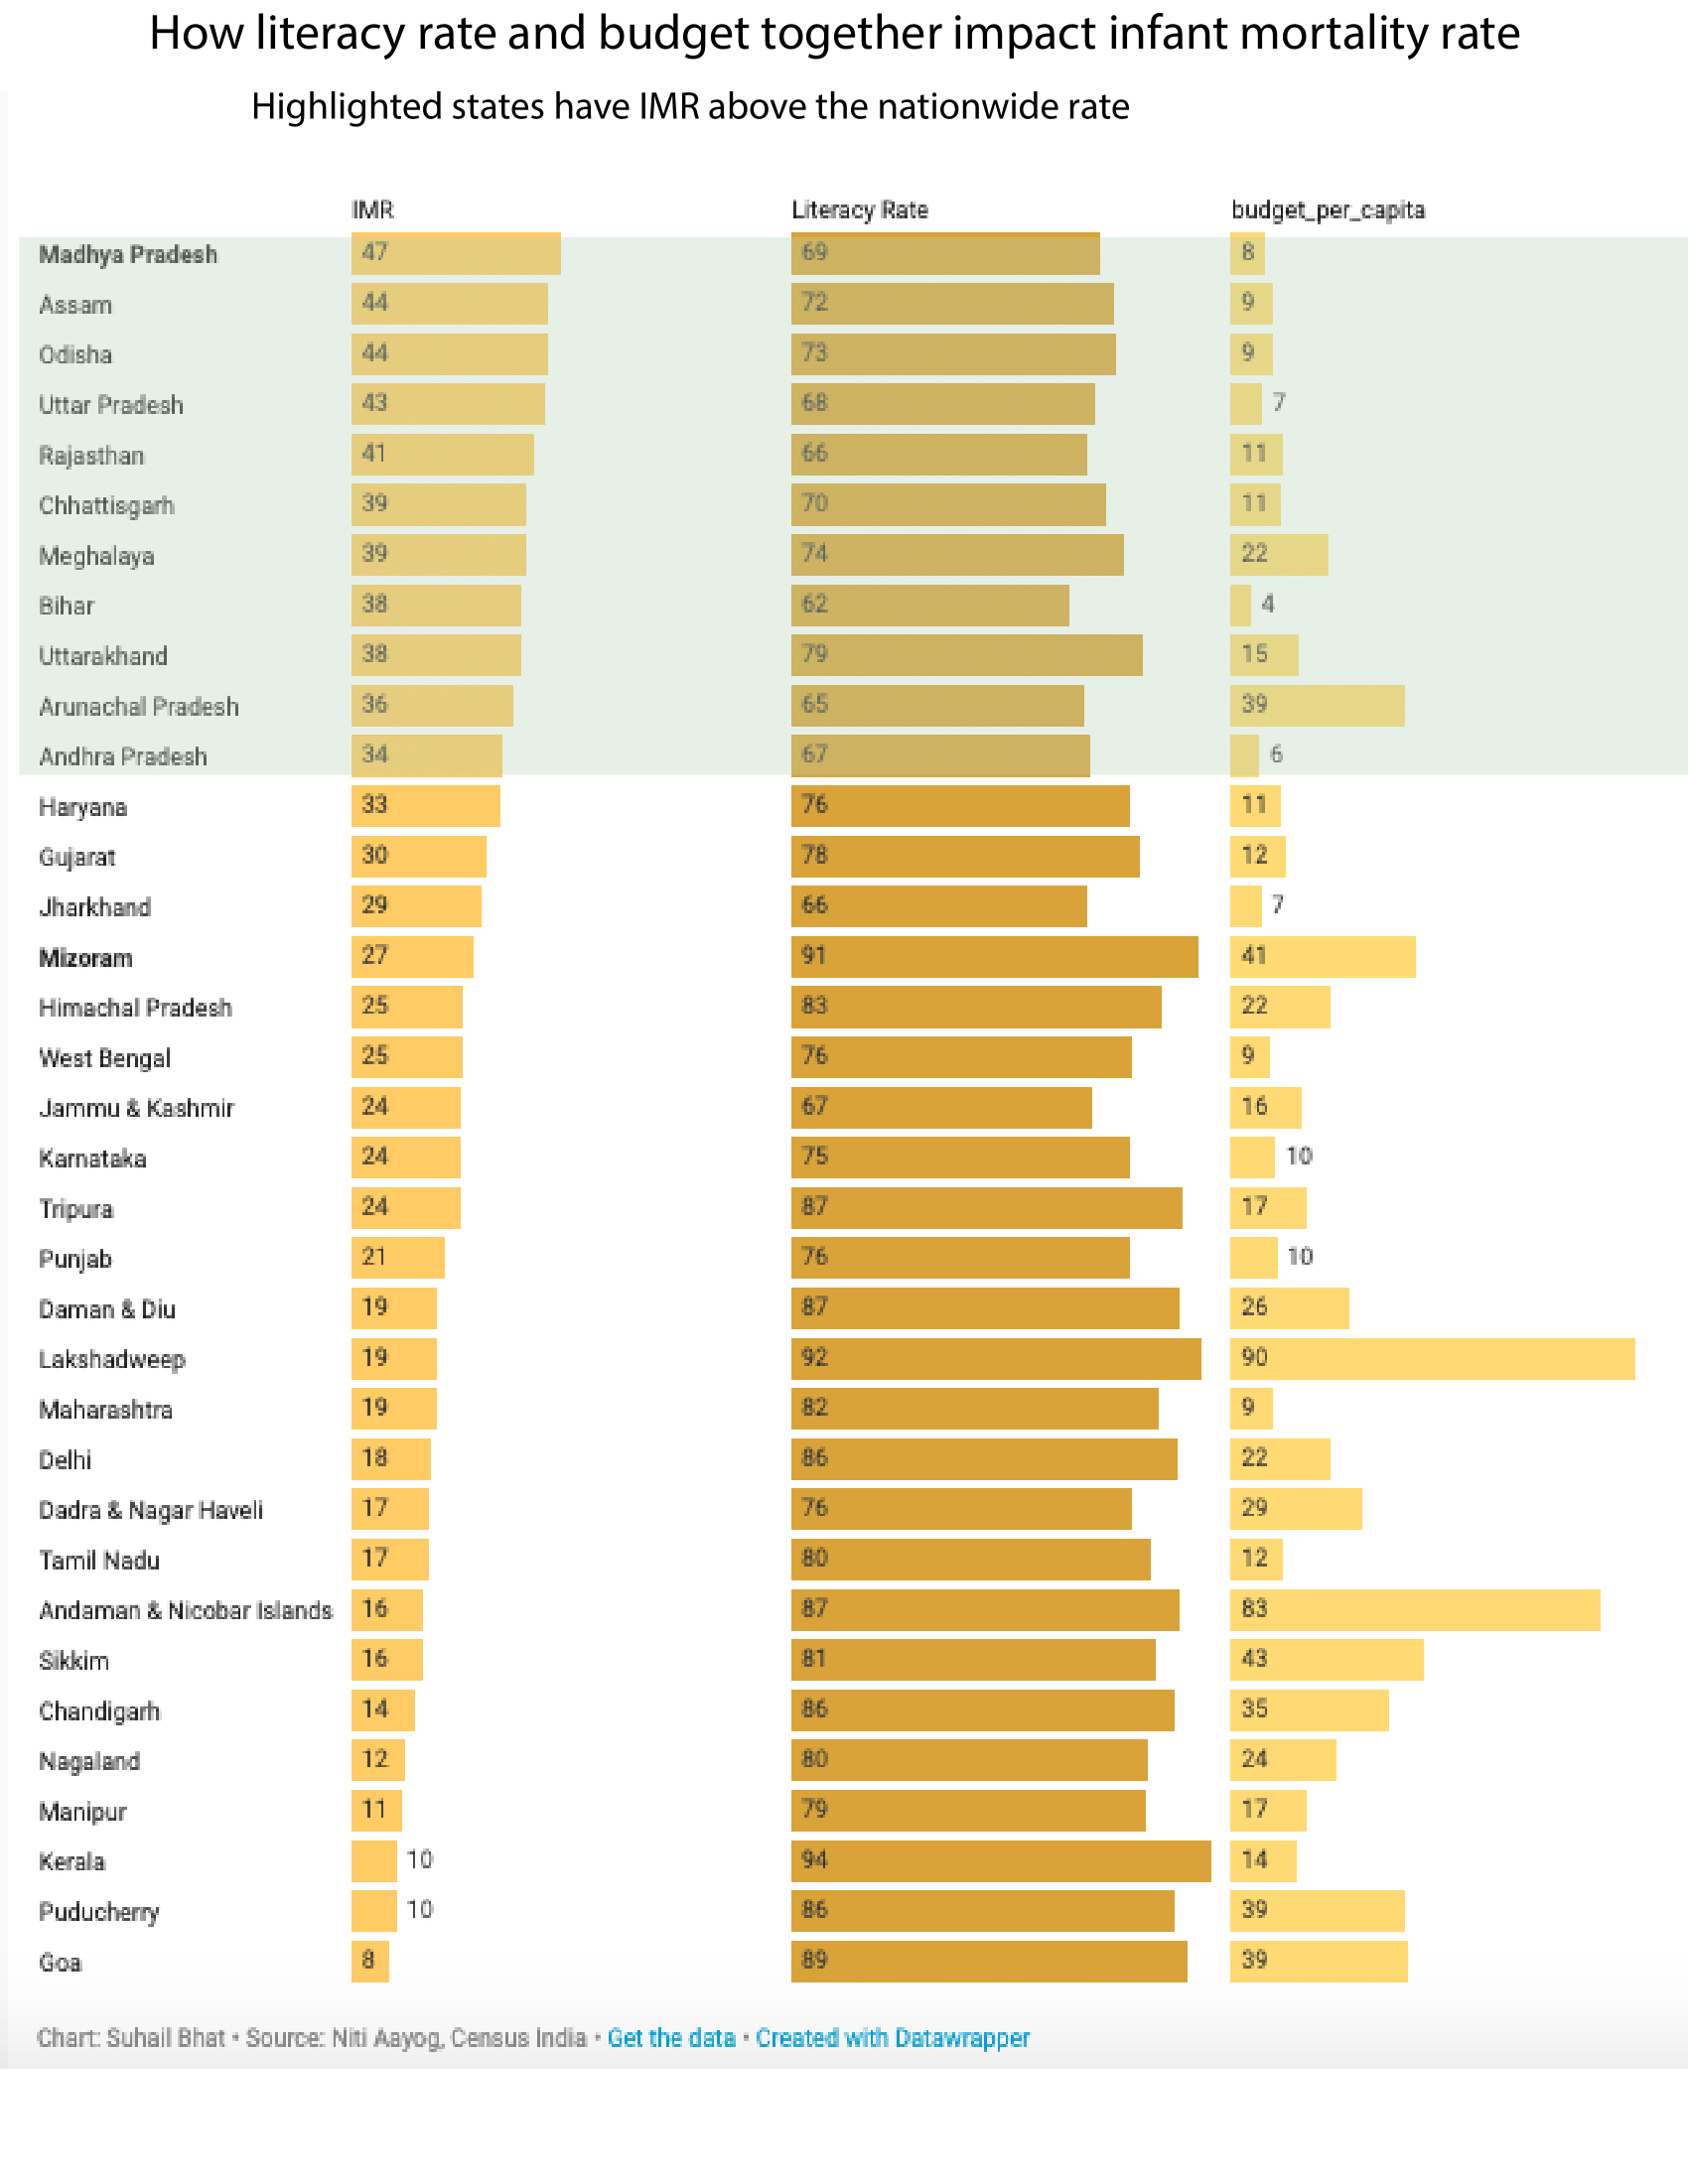 How literacy rate and budget together impact infant mortality rate
Highlighted states have IMR above the nationwide rate
IMR Literacy Rate budget_per_capita
Madhya Pradesh 47 69 8
Assam 44 72 9
Odisha 44 73 9
Uttar Pradesh 43 68 7
Rajasthan 41 66 11
Chhattisgarh 39 70 11
Meghalaya 39 74 22
Bihar 38 62 4
Uttarakhand 38 79 15
Arunachal Pradesh 36 65 39
Andhra Pradesh 34 67 6
Haryana 33 76 11
Gujarat 30 78 12
Jharkhand 29 66 7
Mizoram 27 91 41
Himachal Pradesh 25 83 22
West Bengal 25 76 9
Jammu & Kashmir 24 67 16
Karnataka 24 75 10
Tripura 24 87 17
Punjab 21 76 10
Daman & Diu 19 87 26
Lakshadweep 19 92 90
Maharashtra 19 82 9
Delhi 18 86 22
Dadra & Nagar Haveli 17 76 29
Tamil Nadu 17 80 12
Andaman & Nicobar Islands 16 87 83
Sikkim 16 81 43
Chandigarh 14 86 35
Nagaland 12 80 24
Manipur 11 79 17
Kerala 10 94 14
Puducherry 10 86 39
Goa 8 89 39
Chart: Suhail Bhat • Source: Niti Aayog, Census India • Get the data • Created with Datawrapper